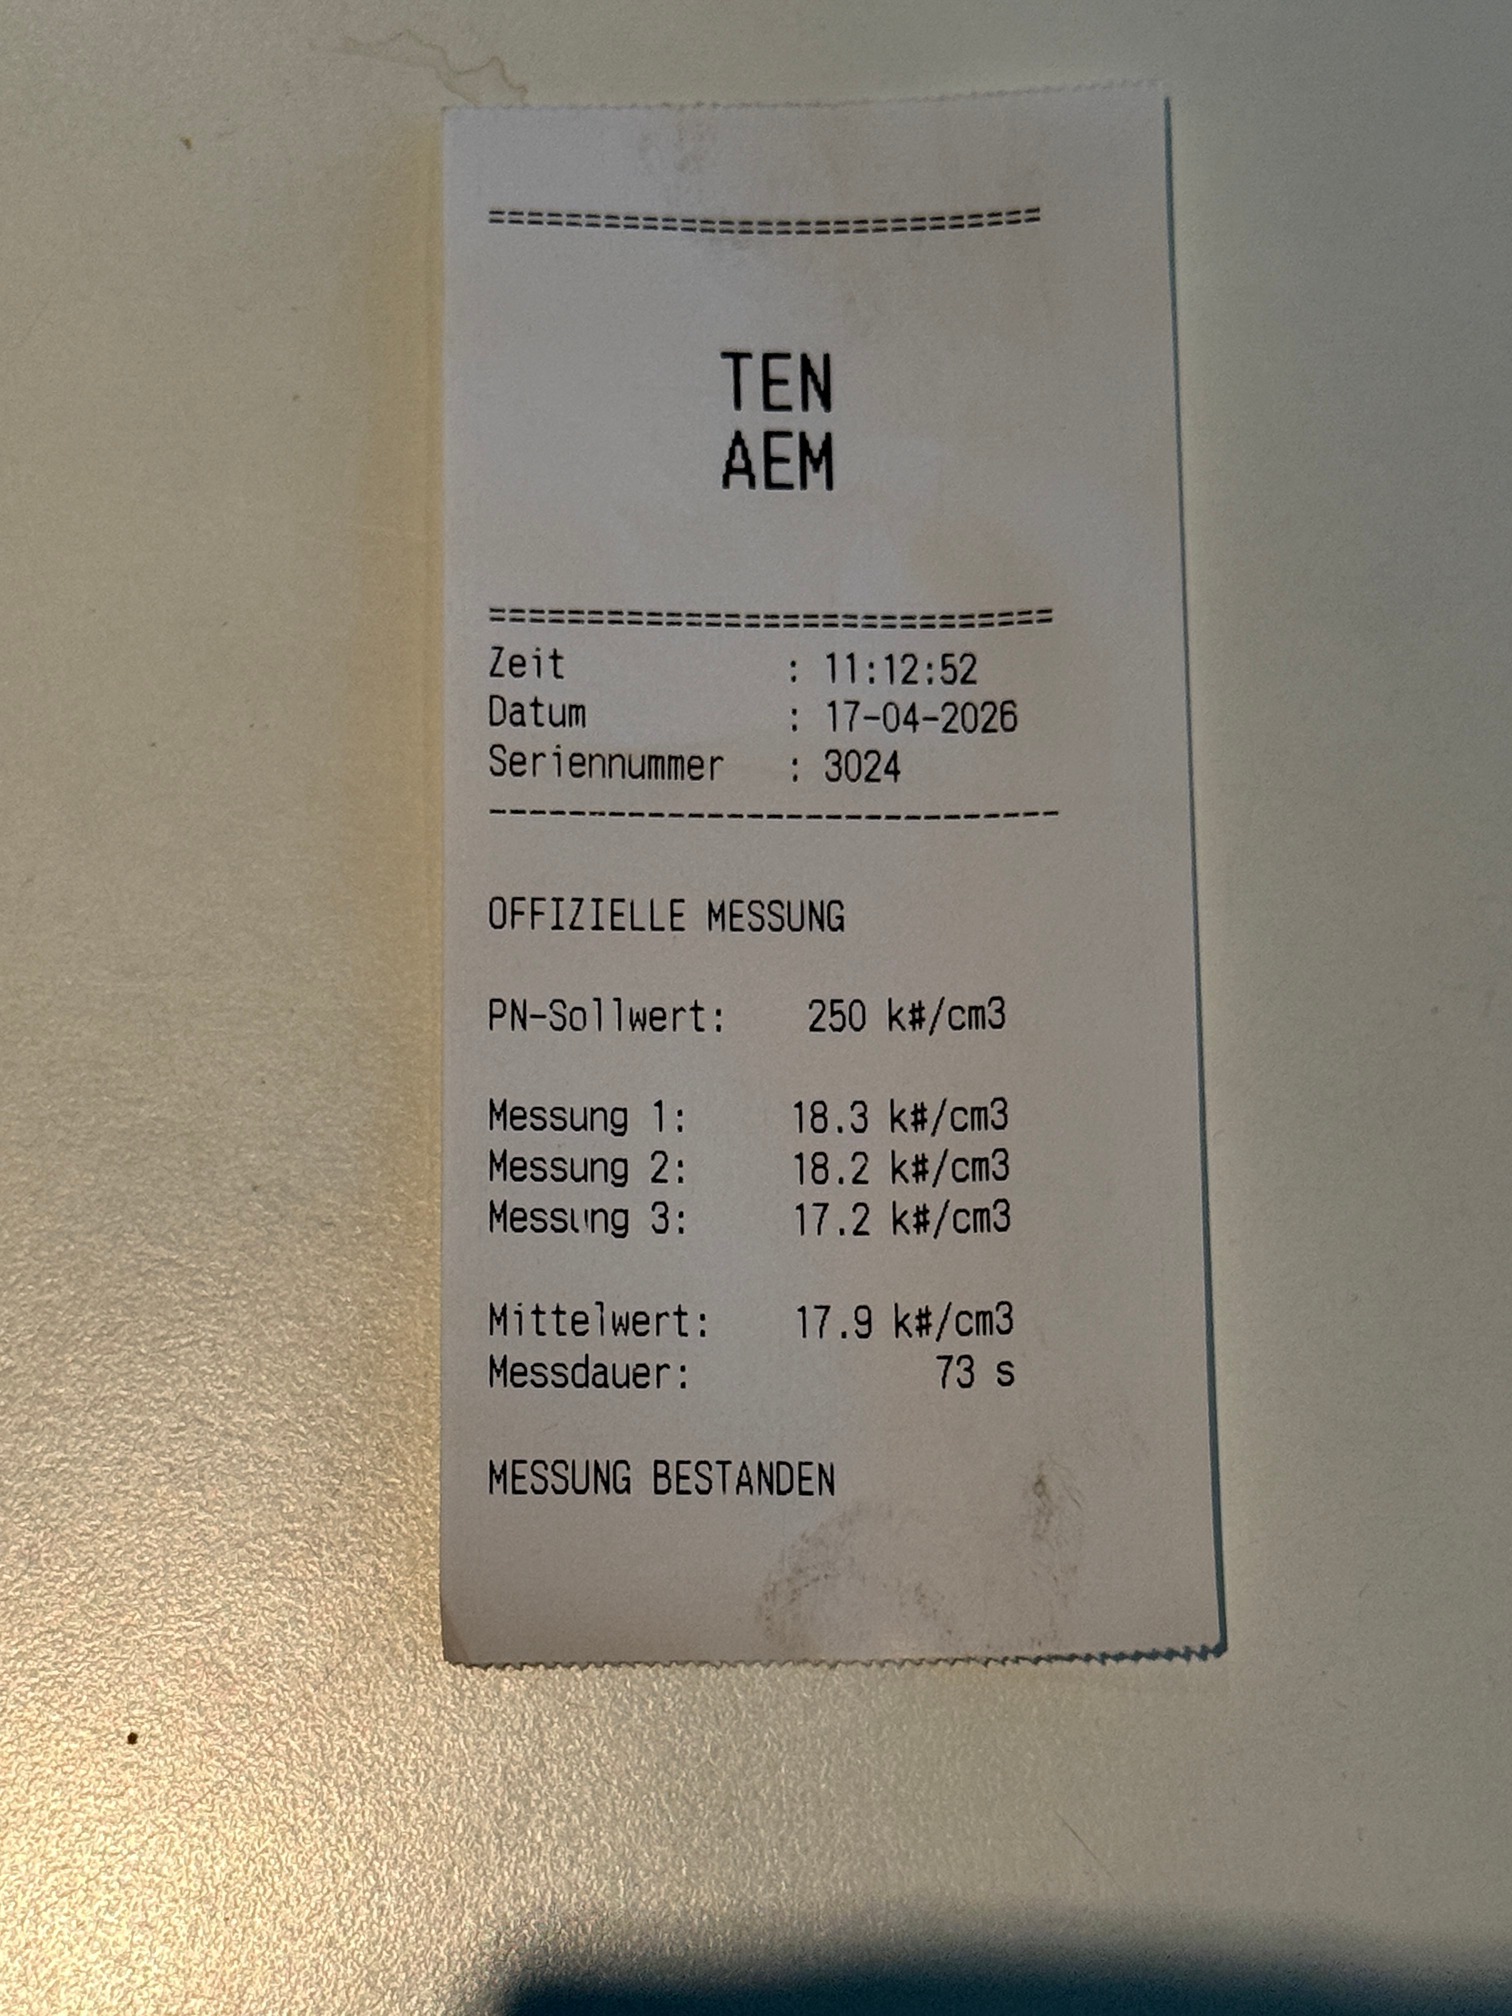 ============================
TEN
AEM
=============================
Zeit : 11:12:52
Datum : 17-04-2026
Seriennummer : 3024
-----------------------------
OFFIZIELLE MESSUNG
PN-Sollwert: 250 k#/cm3
Messung 1: 18.3 k#/cm3
Messung 2: 18.2 k#/cm3
Messung 3: 17.2 k#/cm3
Mittelwert: 17.9 k#/cm3
Messdauer: 73 s
MESSUNG BESTANDEN